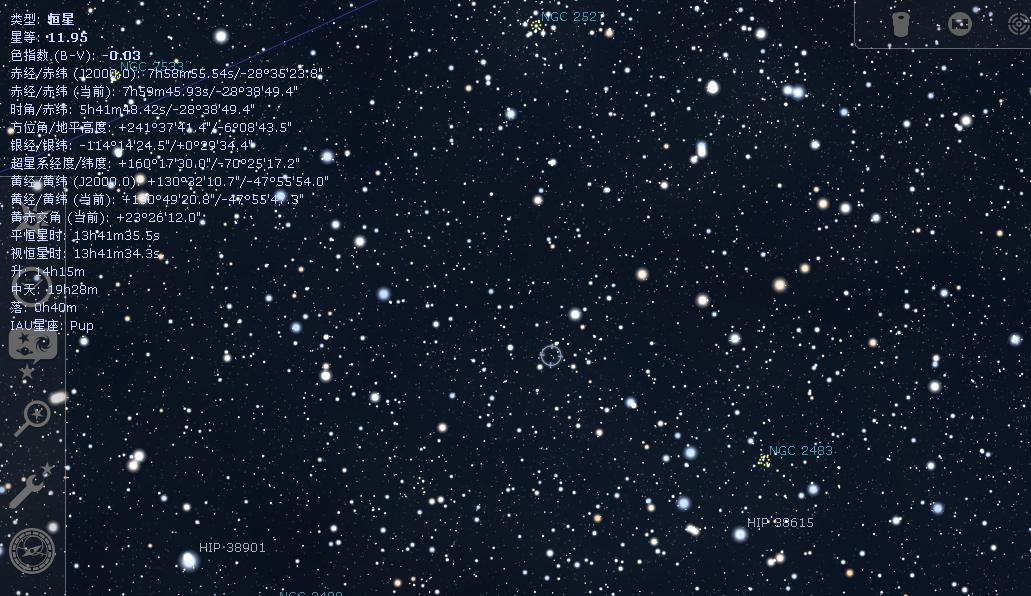 类型: 恒星
星等: 11.95
色指数 (B-V): -0.03
赤经/赤纬 (J2000.0): 7h58m55.54s/-28°35'23.8"
赤经/赤纬 (当前): 7h59m45.93s/-28°38'49.4"
时角/赤纬: 5h41m48.42s/-28°38'49.4"
方位角/地平高度: +241°37'41.4"/-6°08'43.5"
银经/银纬: -114°14'24.5"/+0°29'34.4"
超星系经度/纬度: +160°17'30.0"/-70°25'17.2"
黄经/黄纬 (J2000.0): +130°32'10.7"/-47°55'54.0"
黄经/黄纬 (当前): +130°49'20.8"/-47°55'47.3"
黄赤交角 (当前): +23°26'12.0"
平恒星时: 13h41m35.5s
视恒星时: 13h41m34.3s
升: 14h15m
中天: 19h28m
落: 0h40m
IAU星座: Pup
NGC 2527
NGC 2533
NGC 2483
HIP 38615
HIP 38901